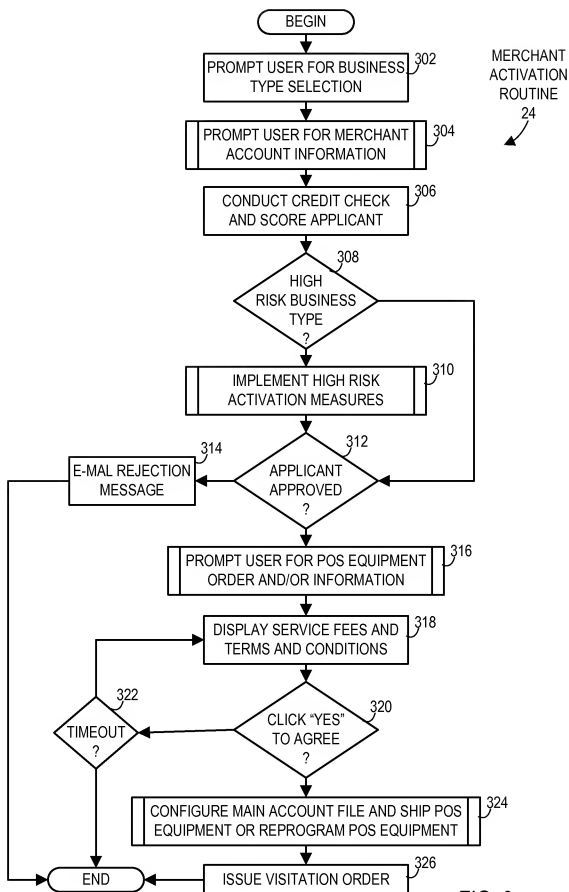 BEGIN
302
PROMPT USER FOR BUSINESS
TYPE SELECTION
MERCHANT
ACTIVATION
ROUTINE
24
304
PROMPT USER FOR MERCHANT
ACCOUNT INFORMATION
306
CONDUCT CREDIT CHECK
AND SCORE APPLICANT
308
HIGH
RISK BUSINESS
TYPE
?
310
IMPLEMENT HIGH RISK
ACTIVATION MEASURES
312
APPLICANT
APPROVED
?
314
E-MAL REJECTION
MESSAGE
316
PROMPT USER FOR POS EQUIPMENT
ORDER AND/OR INFORMATION
318
DISPLAY SERVICE FEES AND
TERMS AND CONDITIONS
320
CLICK “YES”
TO AGREE
?
322
TIMEOUT
?
324
CONFIGURE MAIN ACCOUNT FILE AND SHIP POS
EQUIPMENT OR REPROGRAM POS EQUIPMENT
326
ISSUE VISITATION ORDER
END